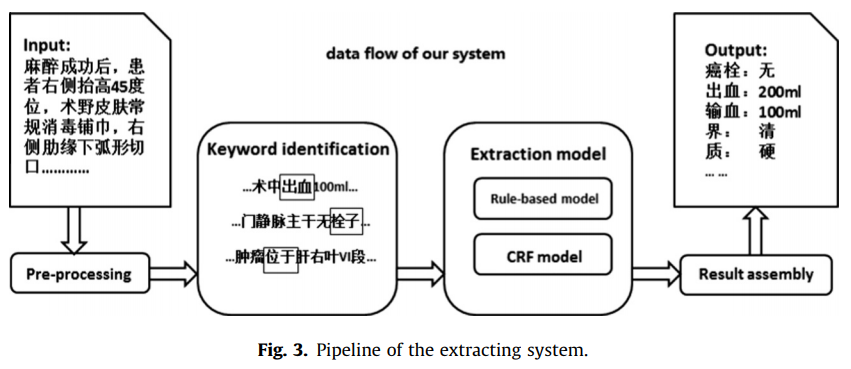 Input:
麻醉成功后，患
者右侧抬高45度
位，术野皮肤常
规消毒铺巾，右
侧肋缘下弧形切
口…………
data flow of our system
Output:
癌栓：无
出血：200ml
输血：100ml
界： 清
质： 硬
… …
Keyword identification
…术中出血100ml…
…门静脉主干无栓子…
…肿瘤位于肝右叶VI段…
Extraction model
Rule-based model
CRF model
Pre-processing
Result assembly
Fig. 3. Pipeline of the extracting system.